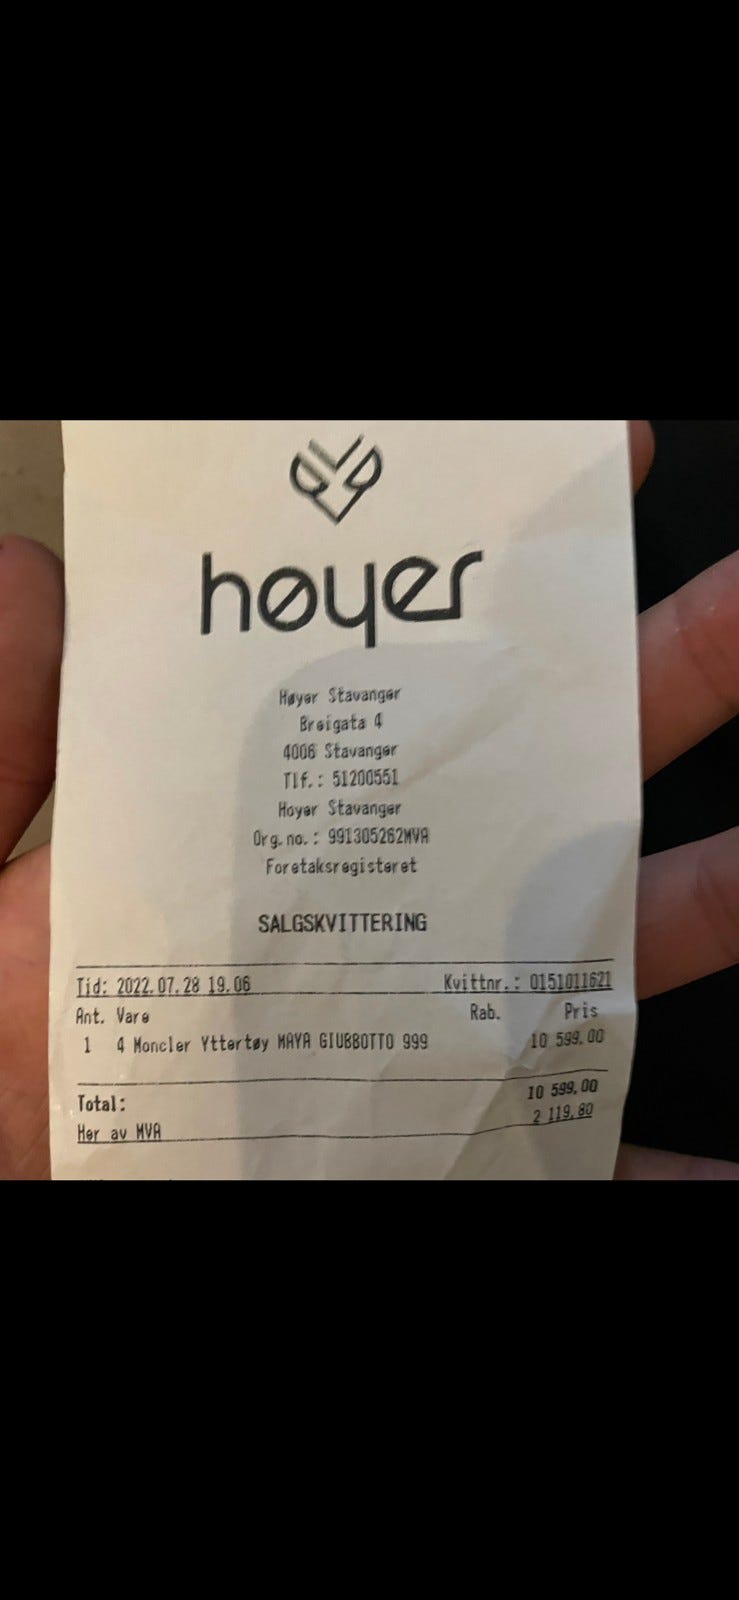 høyer
Høyer Stavanger
Breigata 4
4006 Stavanger
Tlf.: 51200551
Hoyer Stavanger
Org.no.: 991305262MVA
Foretaksregisteret
SALGSKVITTERING
Tid: 2022.07.28 19.06 Kvittnr.: 0151011621
Ant. Vare Rab. Pris
1 4 Moncler Yttertøy MAYA GIUBBOTTO 999 10 599,00
Total: 10 599,00
Her av MVA 2 119,80